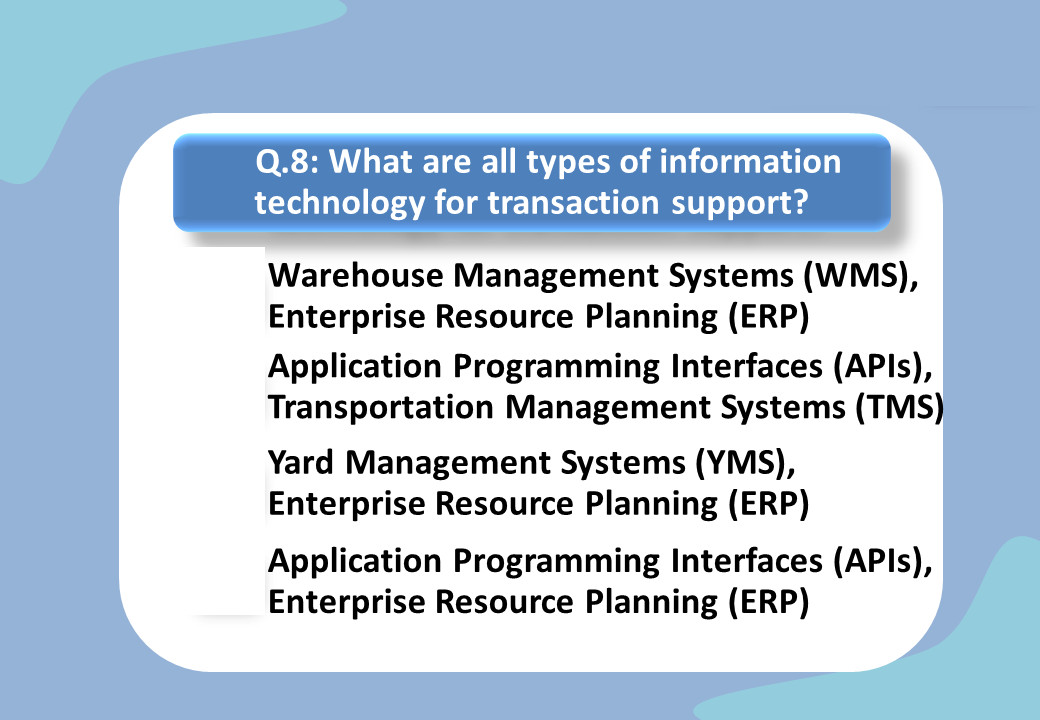 Q.8: What are all types of information
technology for transaction support?
Warehouse Management Systems (WMS),
Enterprise Resource Planning (ERP)
Application Programming Interfaces (APIs),
Transportation Management Systems (TMS)
Yard Management Systems (YMS),
Enterprise Resource Planning (ERP)
Application Programming Interfaces (APIs),
Enterprise Resource Planning (ERP)